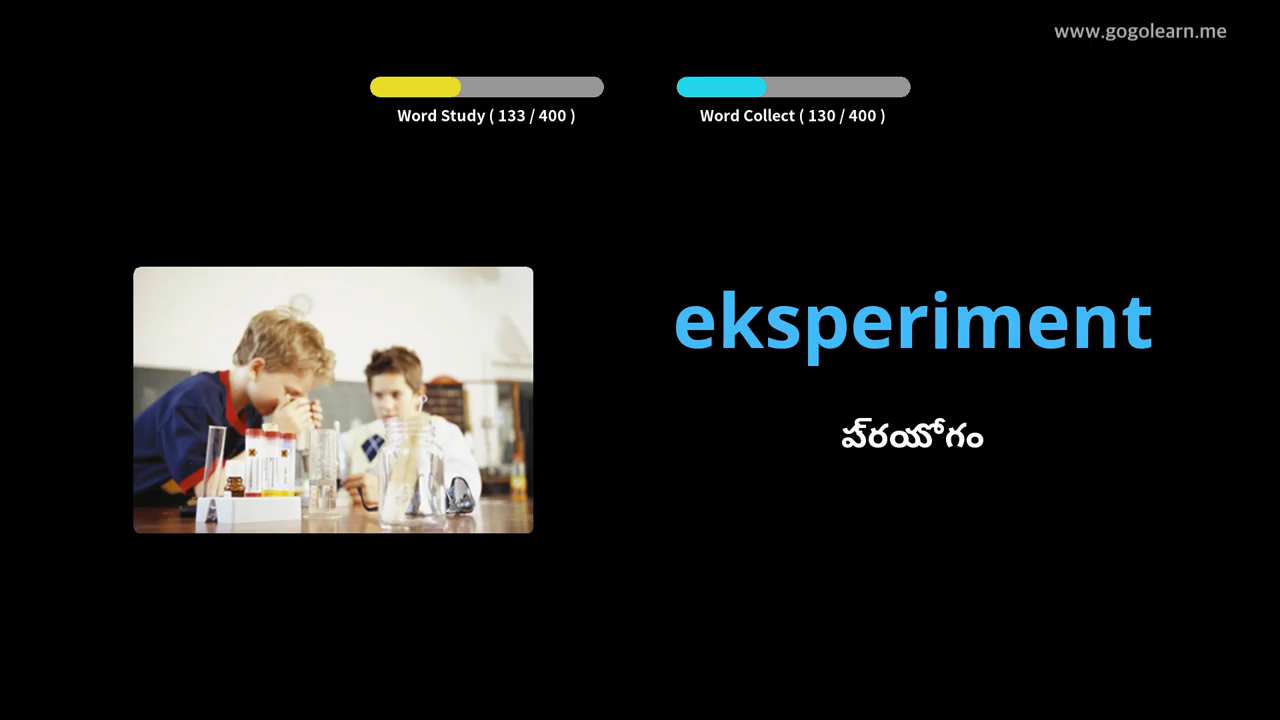 www.gogolearn.me
Word Study ( 133 / 400 )
Word Collect ( 130 / 400 )
eksperiment
ప్రయోగం